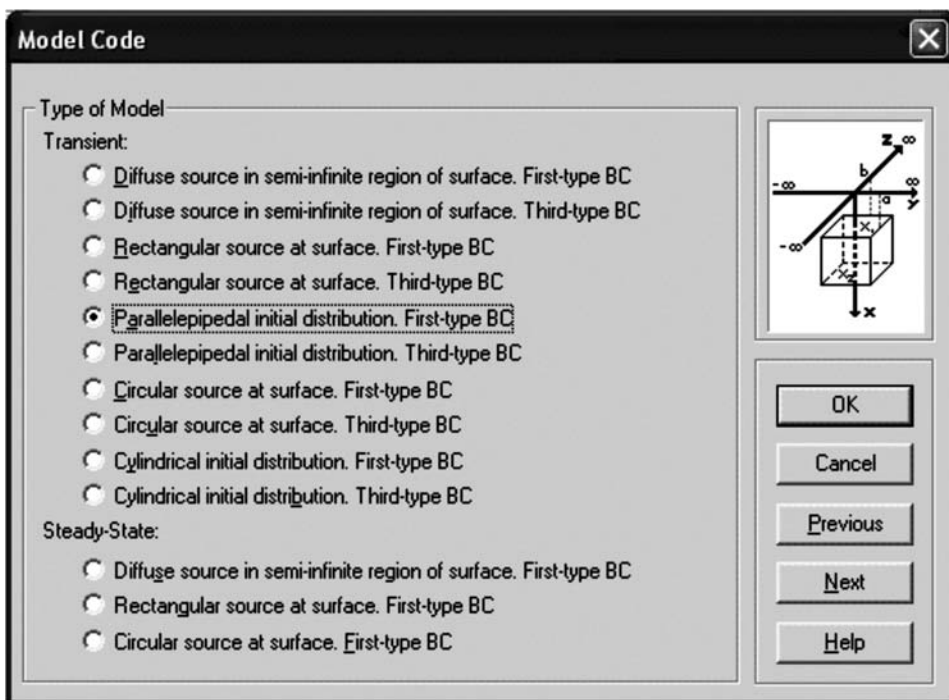 Model Code
Type of Model
Transient:
Diffuse source in semi-infinite region of surface. First-type BC
Diffuse source in semi-infinite region of surface. Third-type BC
Rectangular source at surface. First-type BC
Rectangular source at surface. Third-type BC
Parallelepipedal initial distribution. First-type BC
Parallelepipedal initial distribution. Third-type BC
Circular source at surface. First-type BC
Circular source at surface. Third-type BC
Cylindrical initial distribution. First-type BC
Cylindrical initial distribution. Third-type BC
Steady-State:
Diffuse source in semi-infinite region of surface. First-type BC
Rectangular source at surface. First-type BC
Circular source at surface. First-type BC
z ∞
b
-∞ ∞
a y
-∞ x₁
x₂
x
OK
Cancel
Previous
Next
Help